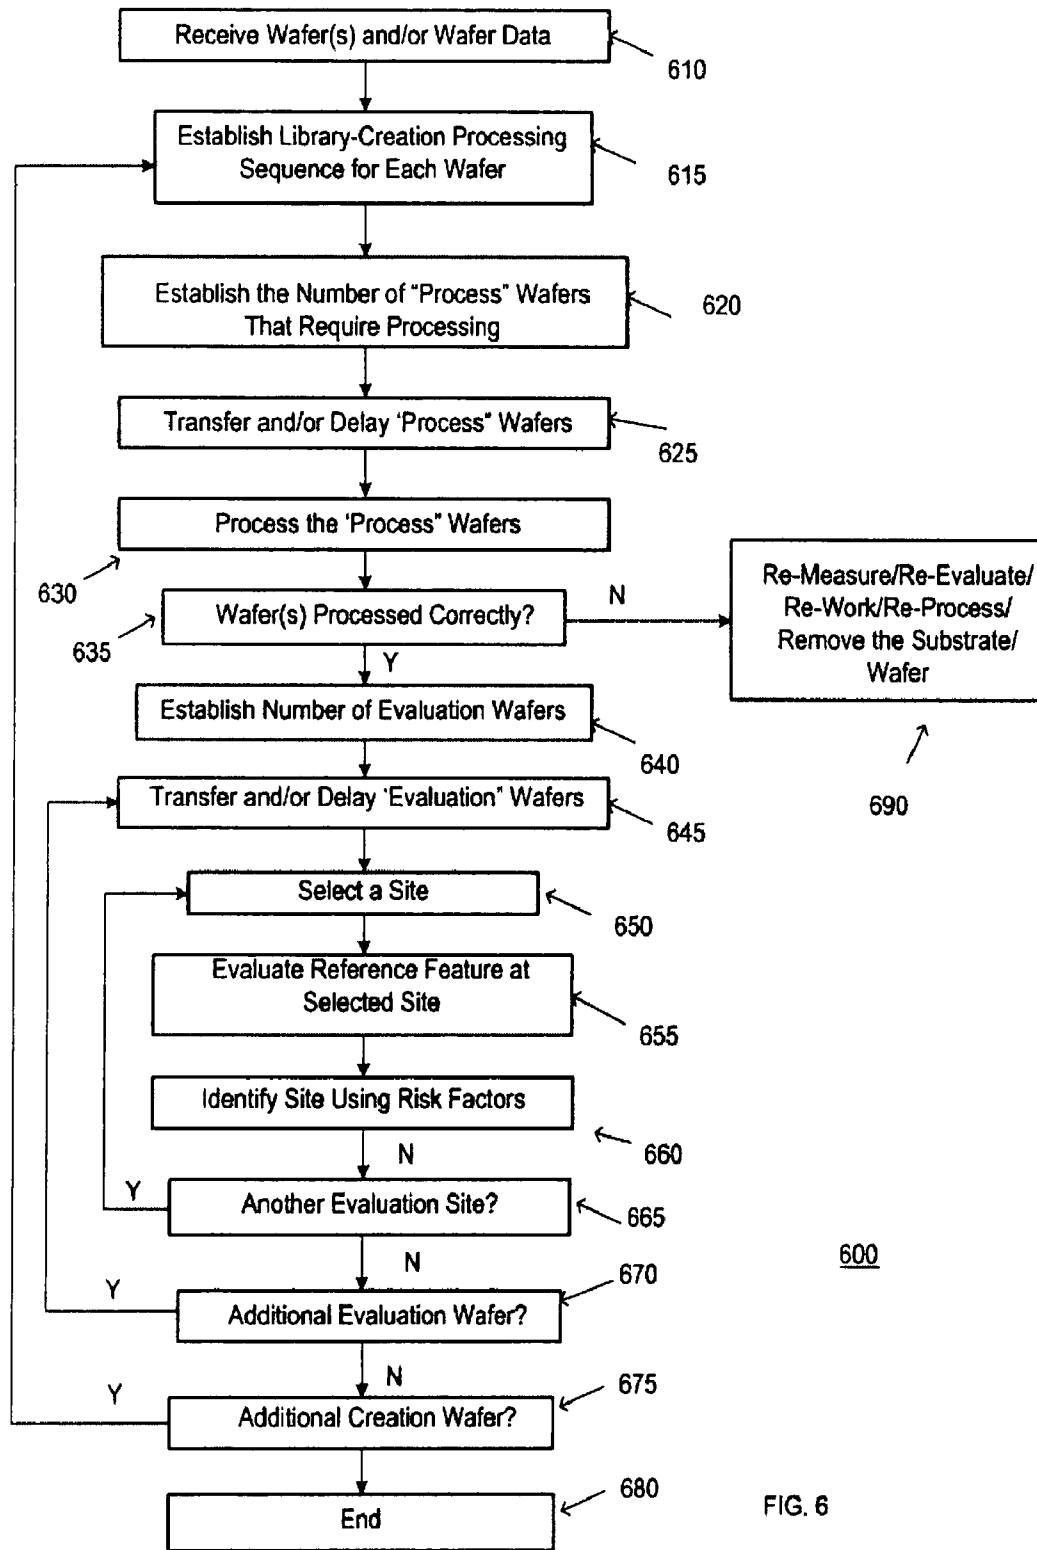 Receive Wafer(s) and/or Wafer Data
610
Establish Library-Creation Processing
Sequence for Each Wafer
615
Establish the Number of "Process" Wafers
That Require Processing
620
Transfer and/or Delay 'Process" Wafers
625
Process the 'Process" Wafers
630
Wafer(s) Processed Correctly?
635
N
Y
Re-Measure/Re-Evaluate/
Re-Work/Re-Process/
Remove the Substrate/
Wafer
690
Establish Number of Evaluation Wafers
640
Transfer and/or Delay 'Evaluation" Wafers
645
Select a Site
650
Evaluate Reference Feature at
Selected Site
655
Identify Site Using Risk Factors
660
N
Y
Another Evaluation Site?
665
N
Y
Additional Evaluation Wafer?
670
N
Y
Additional Creation Wafer?
675
End
680
600
FIG. 6